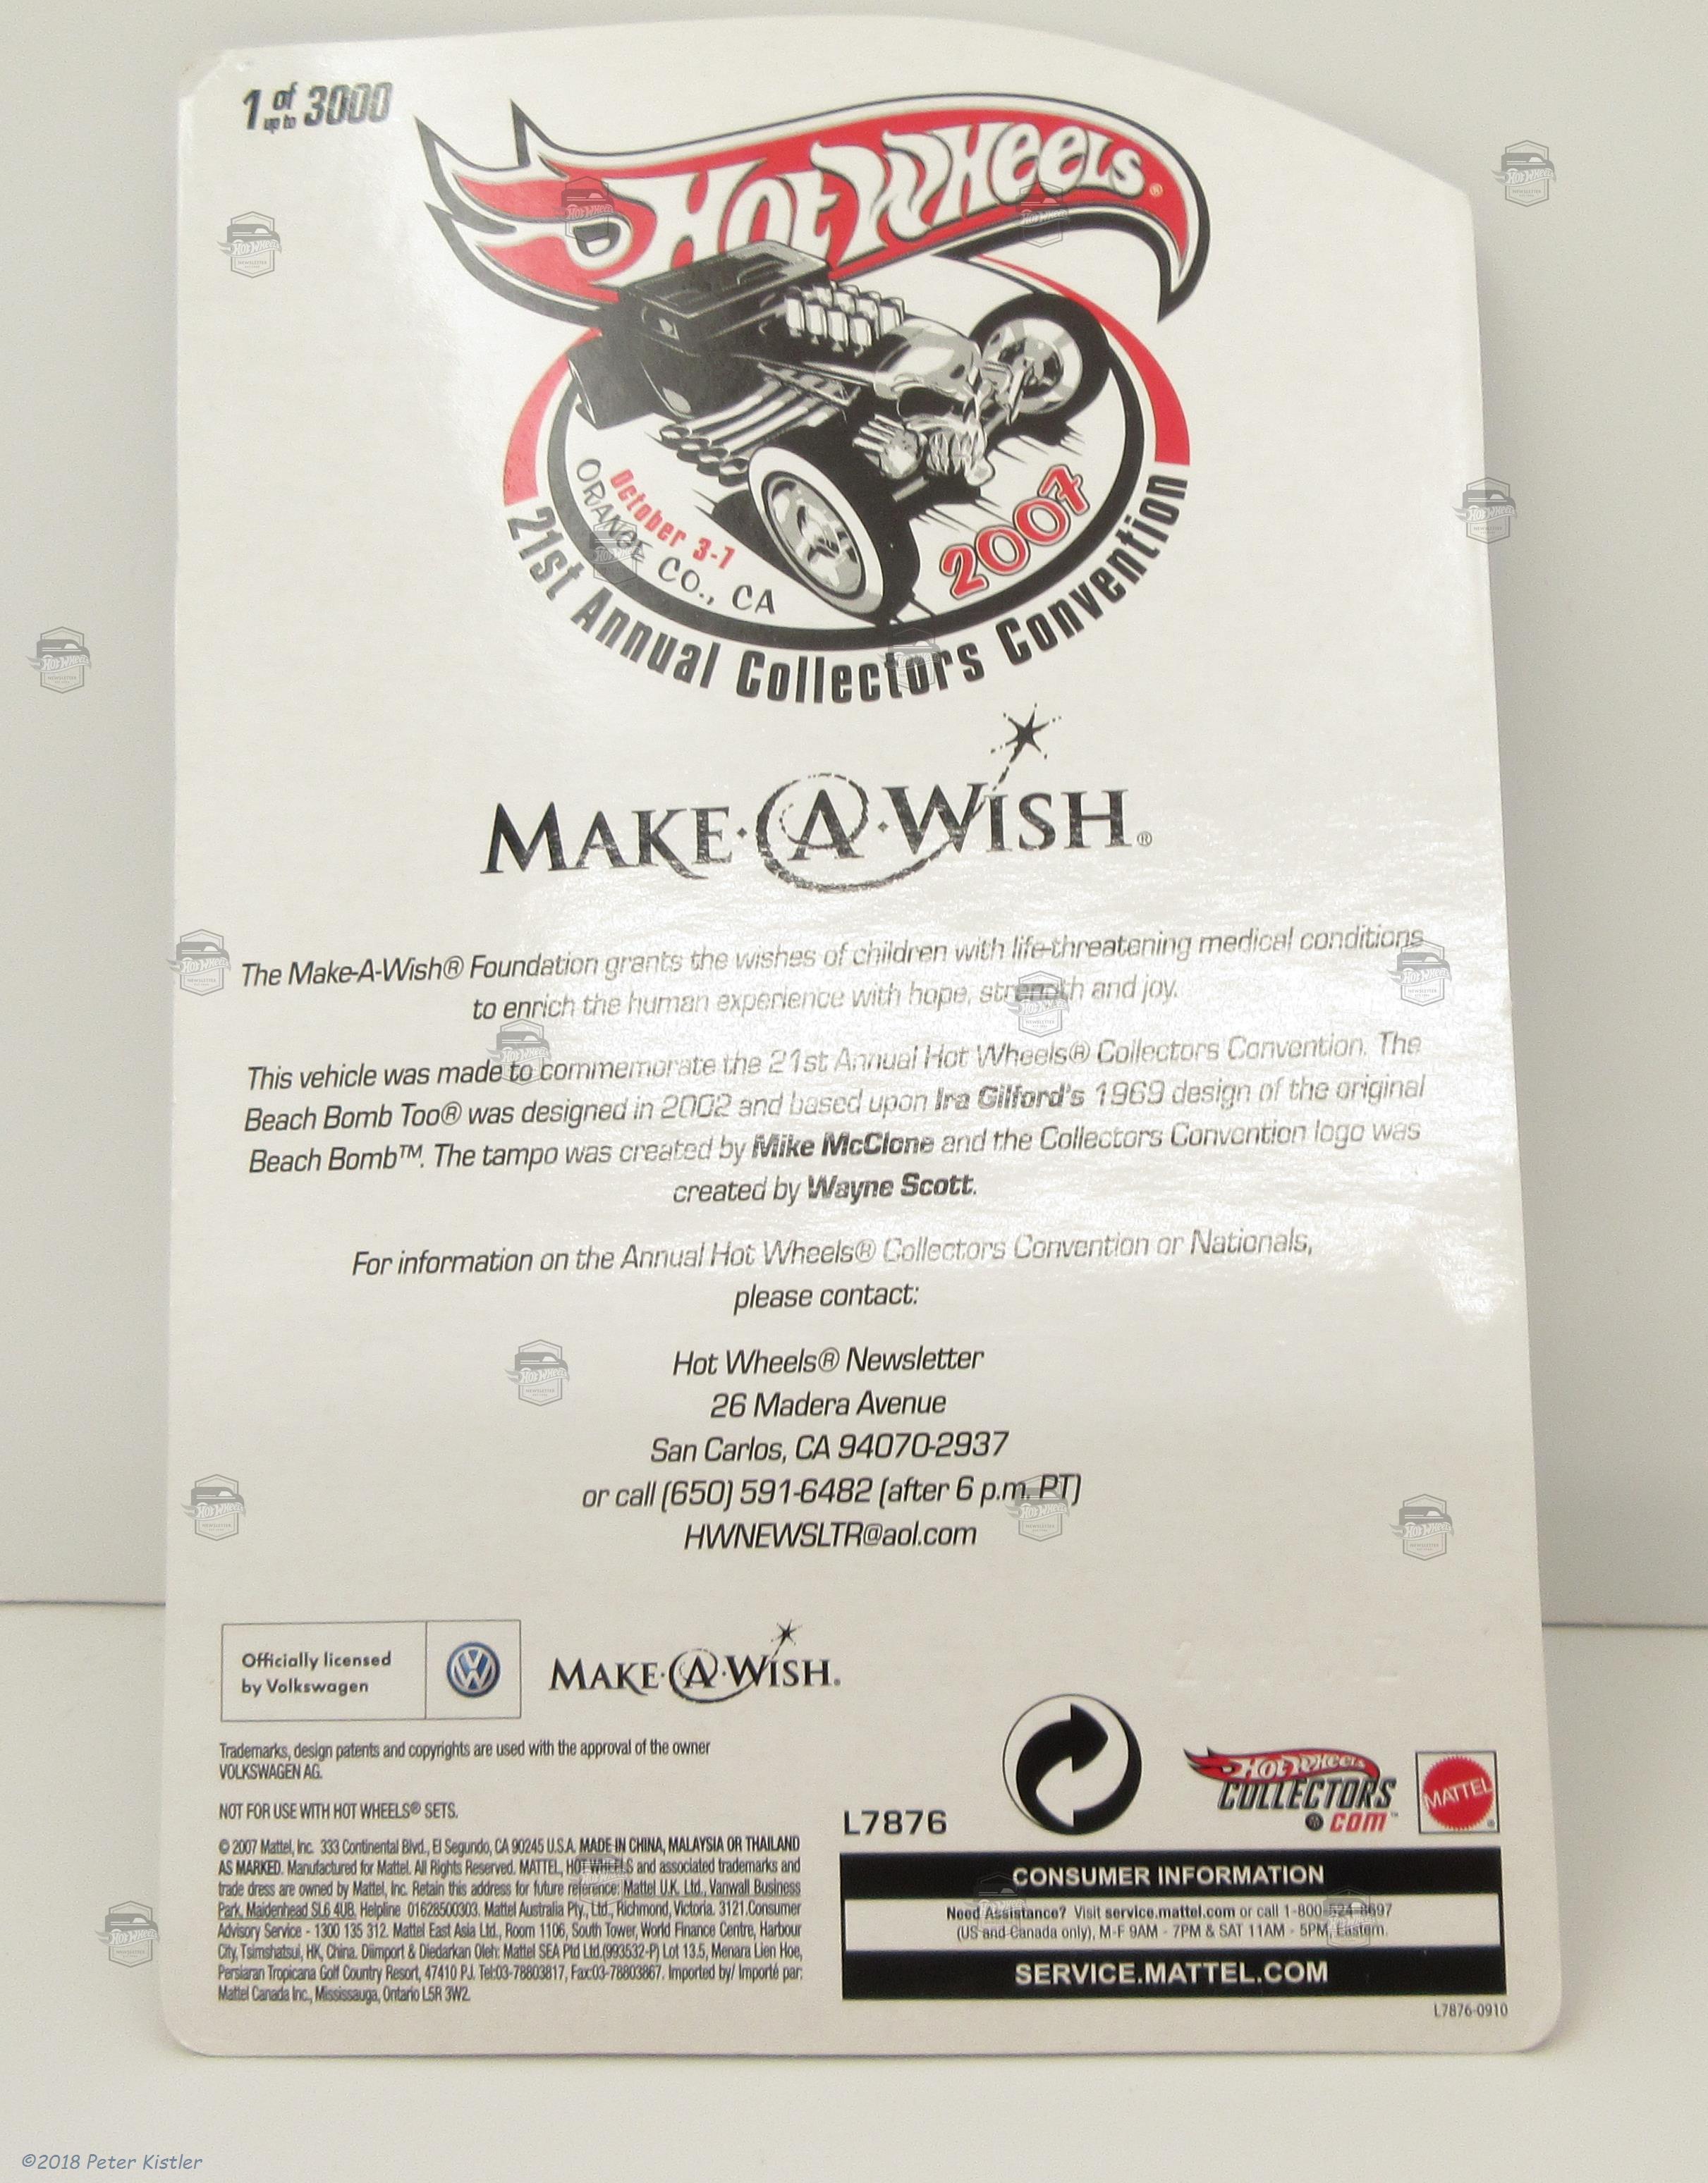 1 of up to 3000
HOT WHEELS®
October 3-7
ORANGE CO., CA
2007
21st Annual Collectors Convention
MAKE·A·WISH®
The Make-A-Wish® Foundation grants the wishes of children with life-threatening medical conditions
to enrich the human experience with hope, strength and joy.
This vehicle was made to commemorate the 21st Annual Hot Wheels® Collectors Convention. The
Beach Bomb Too® was designed in 2002 and based upon Ira Gilford's 1969 design of the original
Beach Bomb™. The tampo was created by Mike McClone and the Collectors Convention logo was
created by Wayne Scott.
For information on the Annual Hot Wheels® Collectors Convention or Nationals,
please contact:
Hot Wheels® Newsletter
26 Madera Avenue
San Carlos, CA 94070-2937
or call (650) 591-6482 (after 6 p.m. PT)
HWNEWSLTR@aol.com
Officially licensed
by Volkswagen
MAKE·A·WISH®
Trademarks, design patents and copyrights are used with the approval of the owner
VOLKSWAGEN AG.
NOT FOR USE WITH HOT WHEELS® SETS.
© 2007 Mattel, Inc. 333 Continental Blvd., El Segundo, CA 90245 U.S.A. MADE IN CHINA, MALAYSIA OR THAILAND
AS MARKED. Manufactured for Mattel. All Rights Reserved. MATTEL, HOT WHEELS and associated trademarks and
trade dress are owned by Mattel, Inc. Retain this address for future reference: Mattel U.K. Ltd., Vanwall Business
Park, Maidenhead SL6 4UB. Helpline 01628500303. Mattel Australia Pty., Ltd., Richmond, Victoria. 3121.Consumer
Advisory Service - 1300 135 312. Mattel East Asia Ltd., Room 1106, South Tower, World Finance Centre, Harbour
City, Tsimshatsui, HK, China. Diimport & Diedarkan Oleh: Mattel SEA Ptd Ltd.(993532-P) Lot 13.5, Menara Lien Hoe,
Persiaran Tropicana Golf Country Resort, 47410 PJ. Tel:03-78803817, Fax:03-78803867. Imported by/ Importé par:
Mattel Canada Inc., Mississauga, Ontario L5R 3W2.
L7876
HOT WHEELS
COLLECTORS
.COM™
MATTEL
CONSUMER INFORMATION
Need Assistance? Visit service.mattel.com or call 1-800-524-8697
(US and Canada only), M-F 9AM - 7PM & SAT 11AM - 5PM, Eastern.
SERVICE.MATTEL.COM
L7876-0910
©2018 Peter Kistler